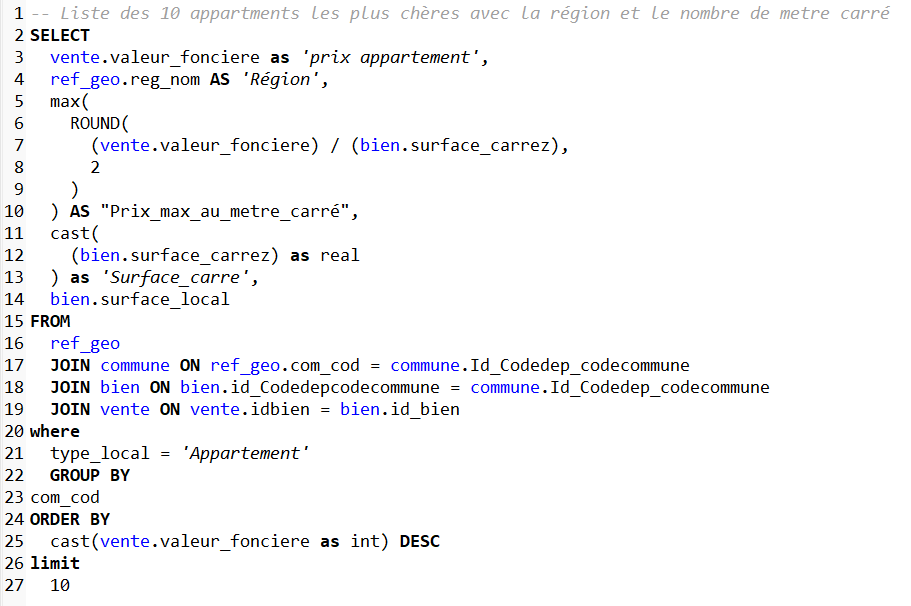 1 -- Liste des 10 appartments les plus chères avec la région et le nombre de metre carré
2 SELECT
3 vente.valeur_fonciere as 'prix appartement',
4 ref_geo.reg_nom AS 'Région',
5 max(
6 ROUND(
7 (vente.valeur_fonciere) / (bien.surface_carrez),
8 2
9 )
10 ) AS "Prix_max_au_metre_carré",
11 cast(
12 (bien.surface_carrez) as real
13 ) as 'Surface_carre',
14 bien.surface_local
15 FROM
16 ref_geo
17 JOIN commune ON ref_geo.com_cod = commune.Id_Codedep_codecommune
18 JOIN bien ON bien.id_Codedepcodecommune = commune.Id_Codedep_codecommune
19 JOIN vente ON vente.idbien = bien.id_bien
20 where
21 type_local = 'Appartement'
22 GROUP BY
23 com_cod
24 ORDER BY
25 cast(vente.valeur_fonciere as int) DESC
26 limit
27 10